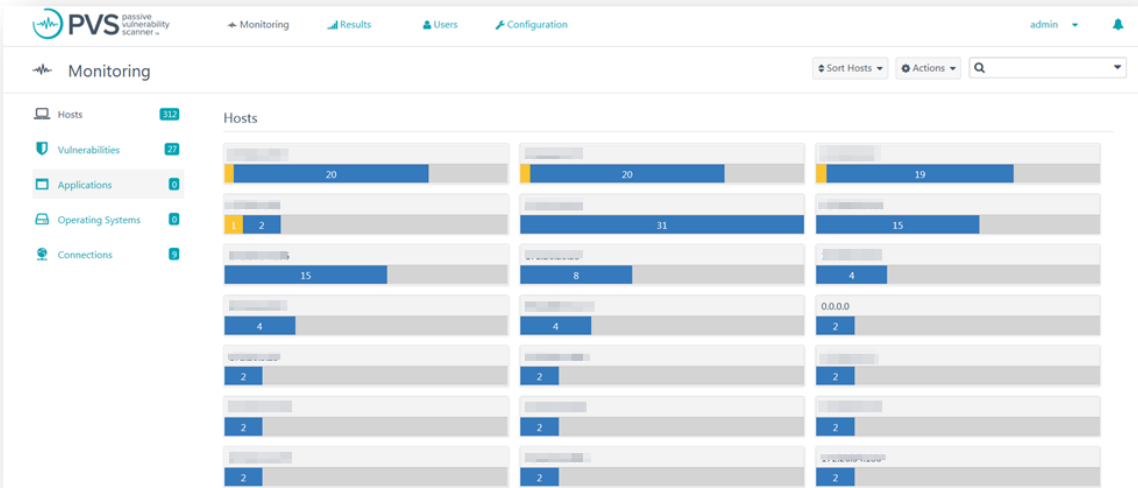 PVS passive vulnerability scanner™
Monitoring Results Users Configuration admin
Monitoring
Sort Hosts Actions
Hosts 312
Vulnerabilities 27
Applications 0
Operating Systems 0
Connections 9
Hosts
20 20 19
1 2 31 15
15 8 4
0.0.0.0
4 4 2
2 2 2
2 2 2
2 2 2